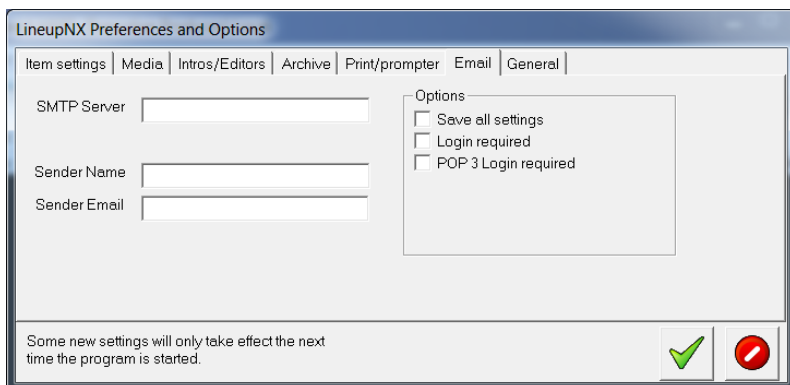 LineupNX Preferences and Options
Item settings Media Intros/Editors Archive Print/prompter Email General
SMTP Server
Sender Name
Sender Email
Options
Save all settings
Login required
POP 3 Login required
Some new settings will only take effect the next
time the program is started.